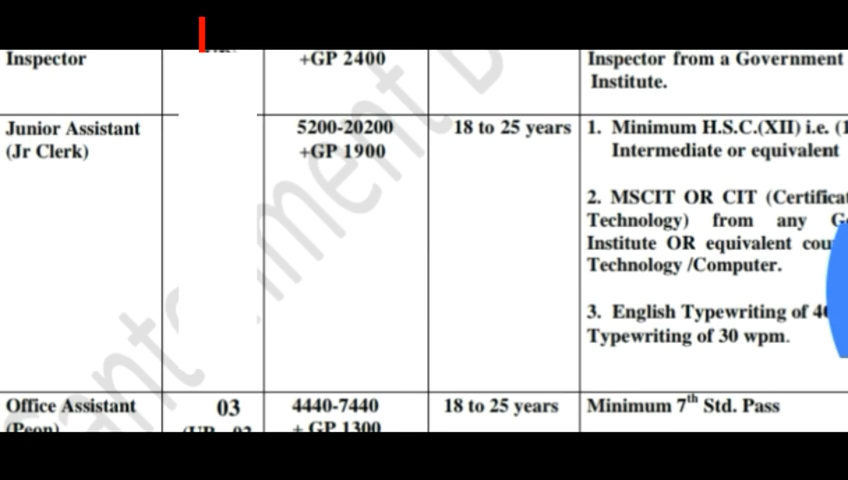 Inspector
+GP 2400
Inspector from a Government
Institute.
Junior Assistant
(Jr Clerk)
5200-20200
+GP 1900
18 to 25 years
1. Minimum H.S.C.(XII) i.e.
Intermediate or equivalent
2. MSCIT OR CIT
Technology) from any
Institute OR equivalent
Technology /Computer.
3. English Typewriting of
Typewriting of 30 wpm.
Office Assistant
(Peon)
03
4440-7440
+ GP 1300
18 to 25 years
Minimum 7th Std. Pass